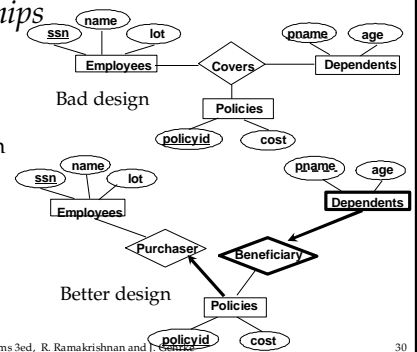 nips
name
ssn
lot
pname
age
Employees
Covers
Dependents
Bad design
Policies
policyid
cost
n
name
pname
age
ssn
lot
Dependents
Employees
Purchaser
Beneficiary
Better design
Policies
ms 3ed, R. Ramakrishnan and J. Gehrke
policyid
cost
30